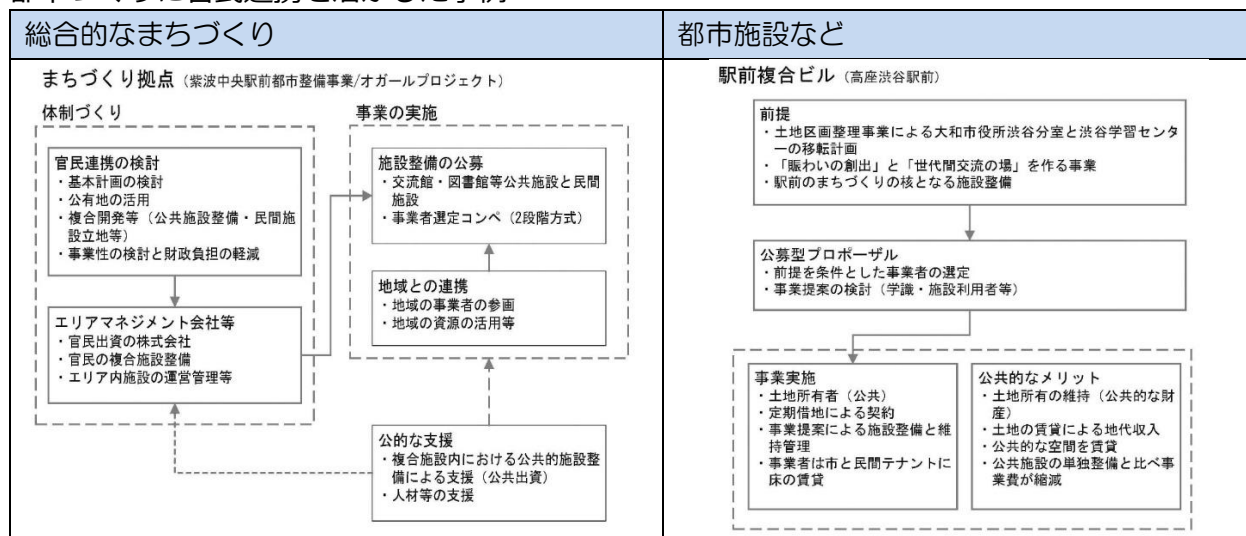 総合的なまちづくり
まちづくり拠点（紫波中央駅前都市整備事業/オガールプロジェクト）
体制づくり
官民連携の検討
・基本計画の検討
・公有地の活用
・複合開発等（公共施設整備・民間施
設立地等）
・事業性の検討と財政負担の軽減
エリアマネジメント会社等
・官民出資の株式会社
・官民の複合施設整備
・エリア内施設の運営管理等
事業の実施
施設整備の公募
・交流館・図書館等公共施設と民間
施設
・事業者選定コンペ（2段階方式）
地域との連携
・地域の事業者の参画
・地域の資源の活用等
公的な支援
・複合施設内における公共的施設整
備による支援（公共出資）
・人材等の支援
都市施設など
駅前複合ビル（高座渋谷駅前）
前提
・土地区画整理事業による大和市役所渋谷分室と渋谷学習センタ
ーの移転計画
・「賑わいの創出」と「世代間交流の場」を作る事業
・駅前のまちづくりの核となる施設整備
公募型プロポーザル
・前提を条件とした事業者の選定
・事業提案の検討（学識・施設利用者等）
事業実施
・土地所有者（公共）
・定期借地による契約
・事業提案による施設整備と維
持管理
・事業者は市と民間テナントに
床の賃貸
公共的なメリット
・土地所有の維持（公共的な財
産）
・土地の賃貸による地代収入
・公共的な空間を賃貸
・公共施設の単独整備と比べ事
業費が縮減